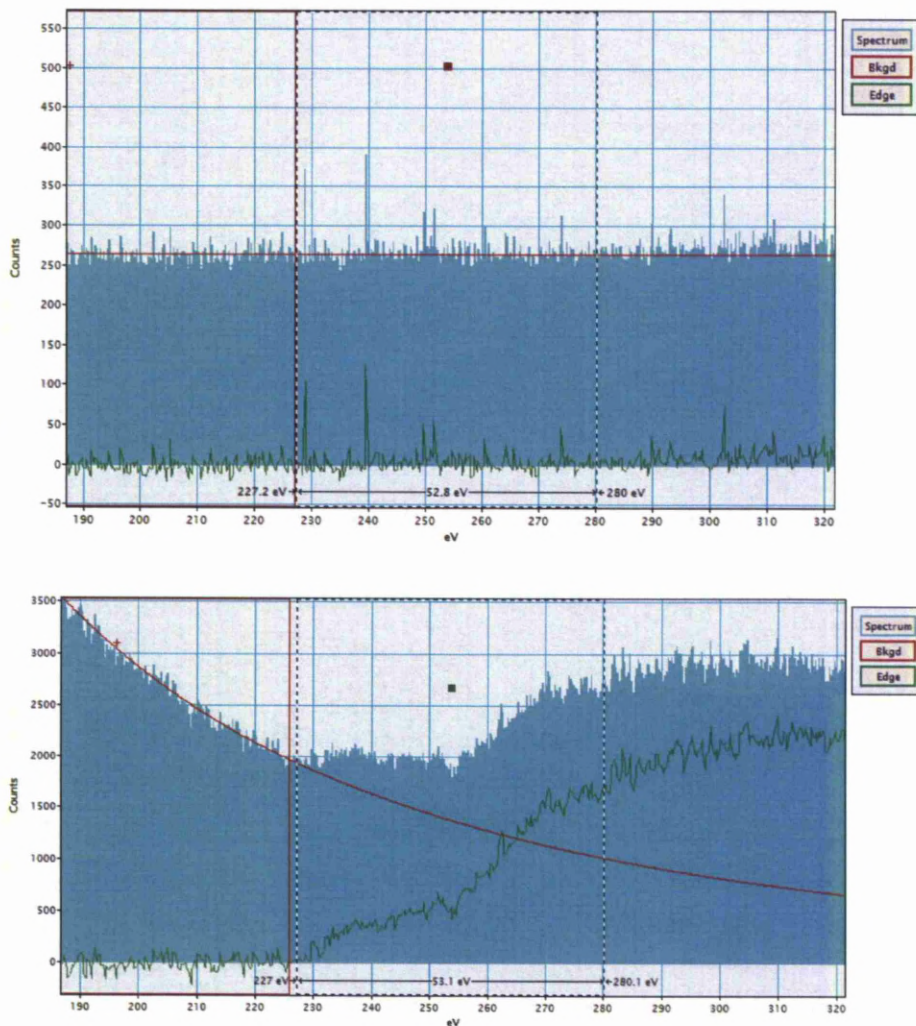 550
500
450
400
350
300
250
200
150
100
50
0
-50
Counts
190 200 210 220 230 240 250 260 270 280 290 300 310 320
eV
227.2 eV 52.8 eV 280 eV
Spectrum
Bkgd
Edge
3500
3000
2500
2000
1500
1000
500
0
Counts
190 200 210 220 230 240 250 260 270 280 290 300 310 320
eV
227 eV 53.1 eV 280.1 eV
Spectrum
Bkgd
Edge